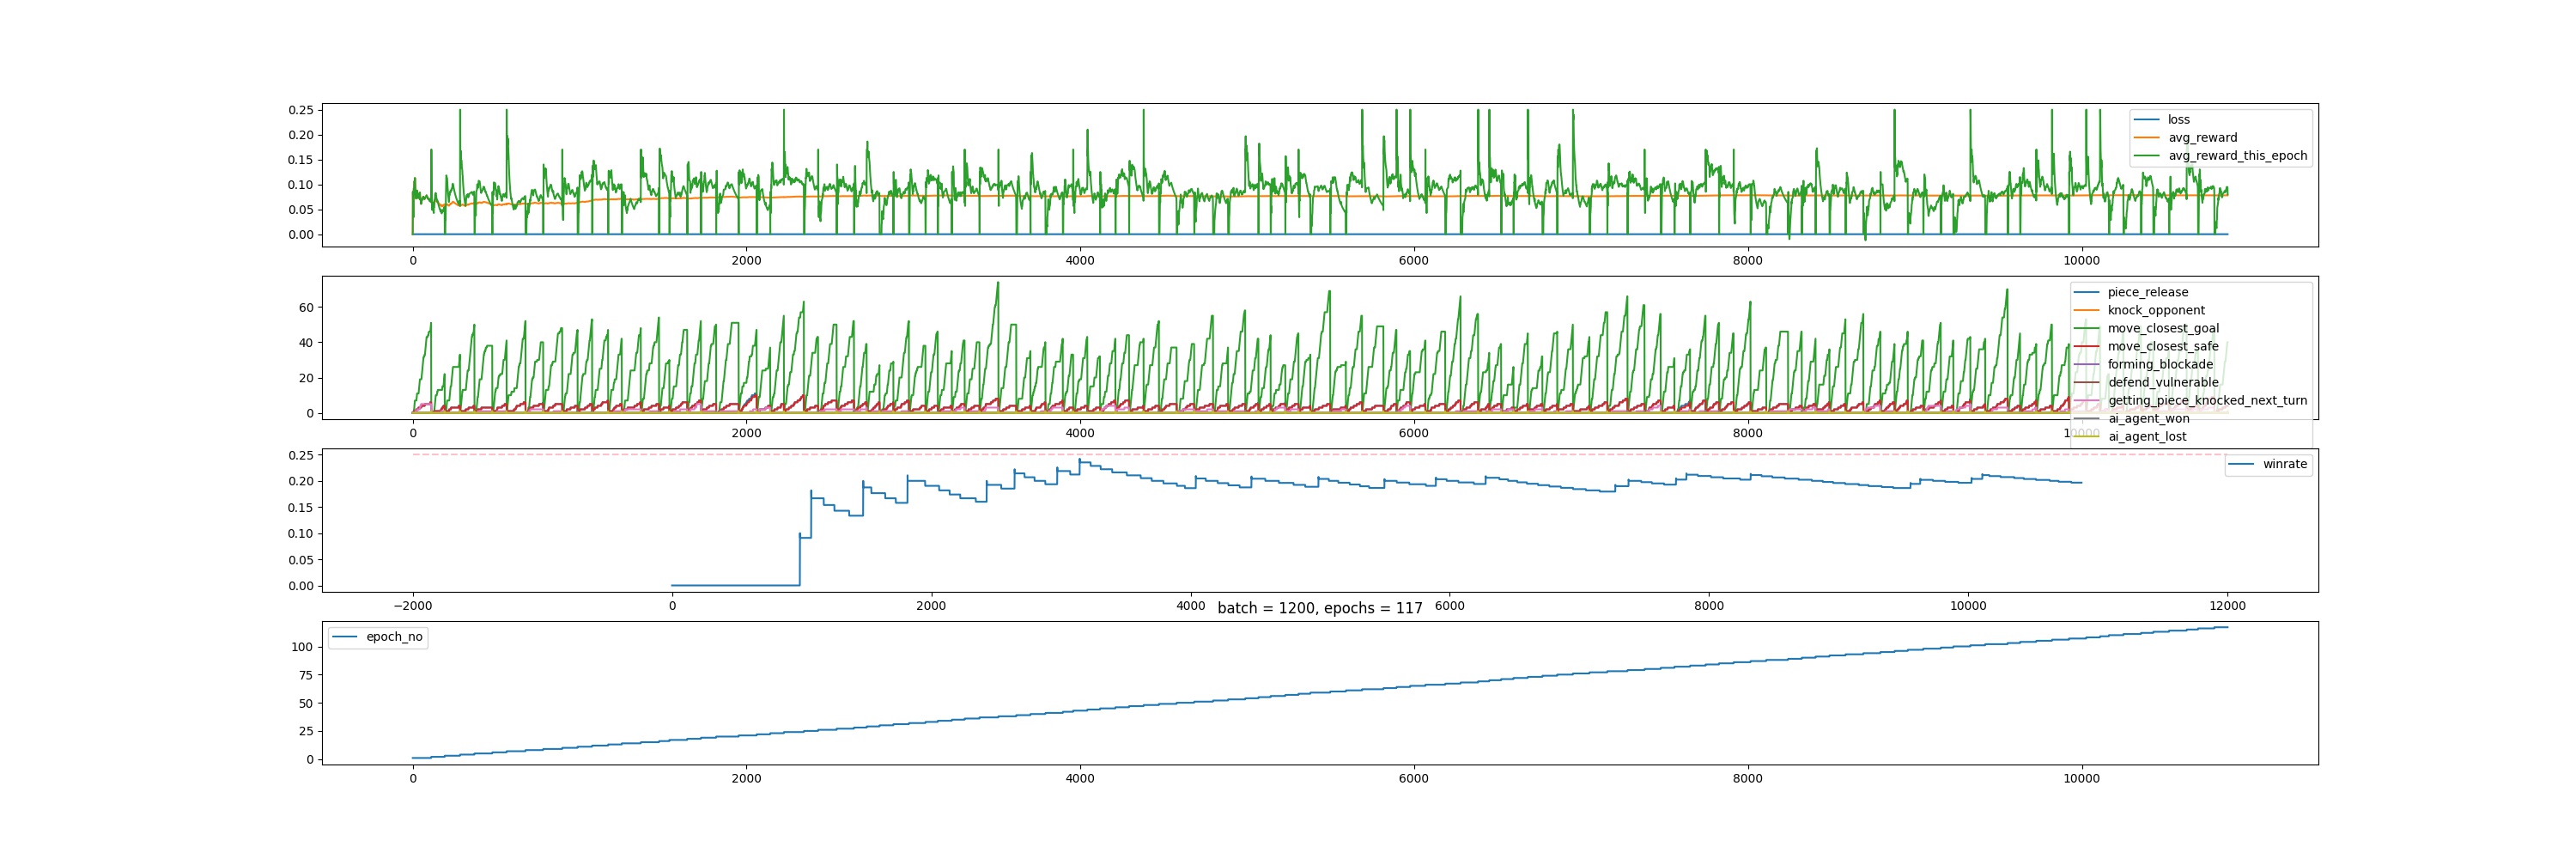 0.25
0.20
0.15
0.10
0.05
0.00
loss
avg_reward
avg_reward_this_epoch
0 2000 4000 6000 8000 10000
60
40
20
0
piece_release
knock_opponent
move_closest_goal
move_closest_safe
forming_blockade
defend_vulnerable
getting_piece_knocked_next_turn
ai_agent_won
ai_agent_lost
0 2000 4000 6000 8000 10000
0.25
0.20
0.15
0.10
0.05
0.00
winrate
−2000 0 2000 4000 6000 8000 10000 12000
batch = 1200, epochs = 117
epoch_no
100
75
50
25
0
0 2000 4000 6000 8000 10000